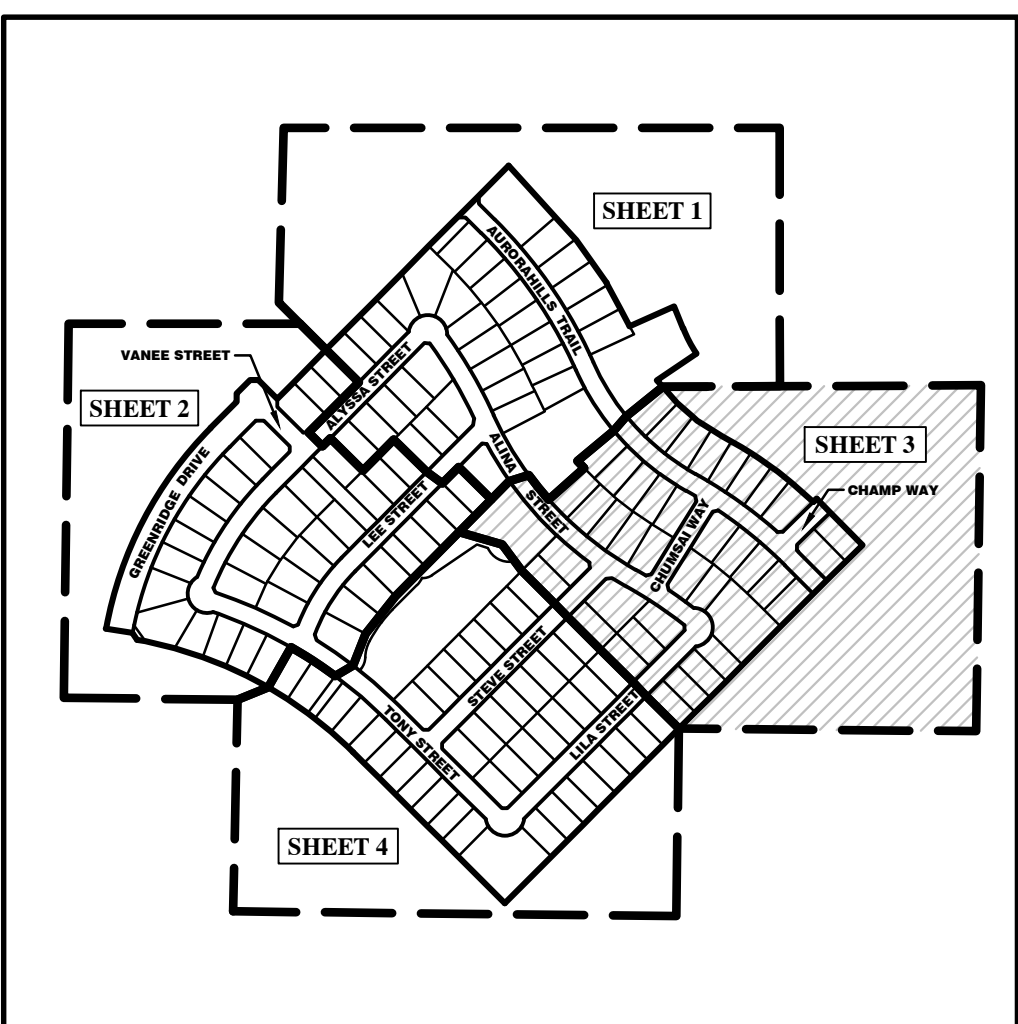 SHEET 1
AURORAHILLS TRAIL
VANEE STREET
ALYSSA STREET
SHEET 2
ALINA
STREET
SHEET 3
CHAMP WAY
GREENRIDGE DRIVE
LEE STREET
CHUMSAI WAY
STEVE STREET
TONY STREET
LILA STREET
SHEET 4